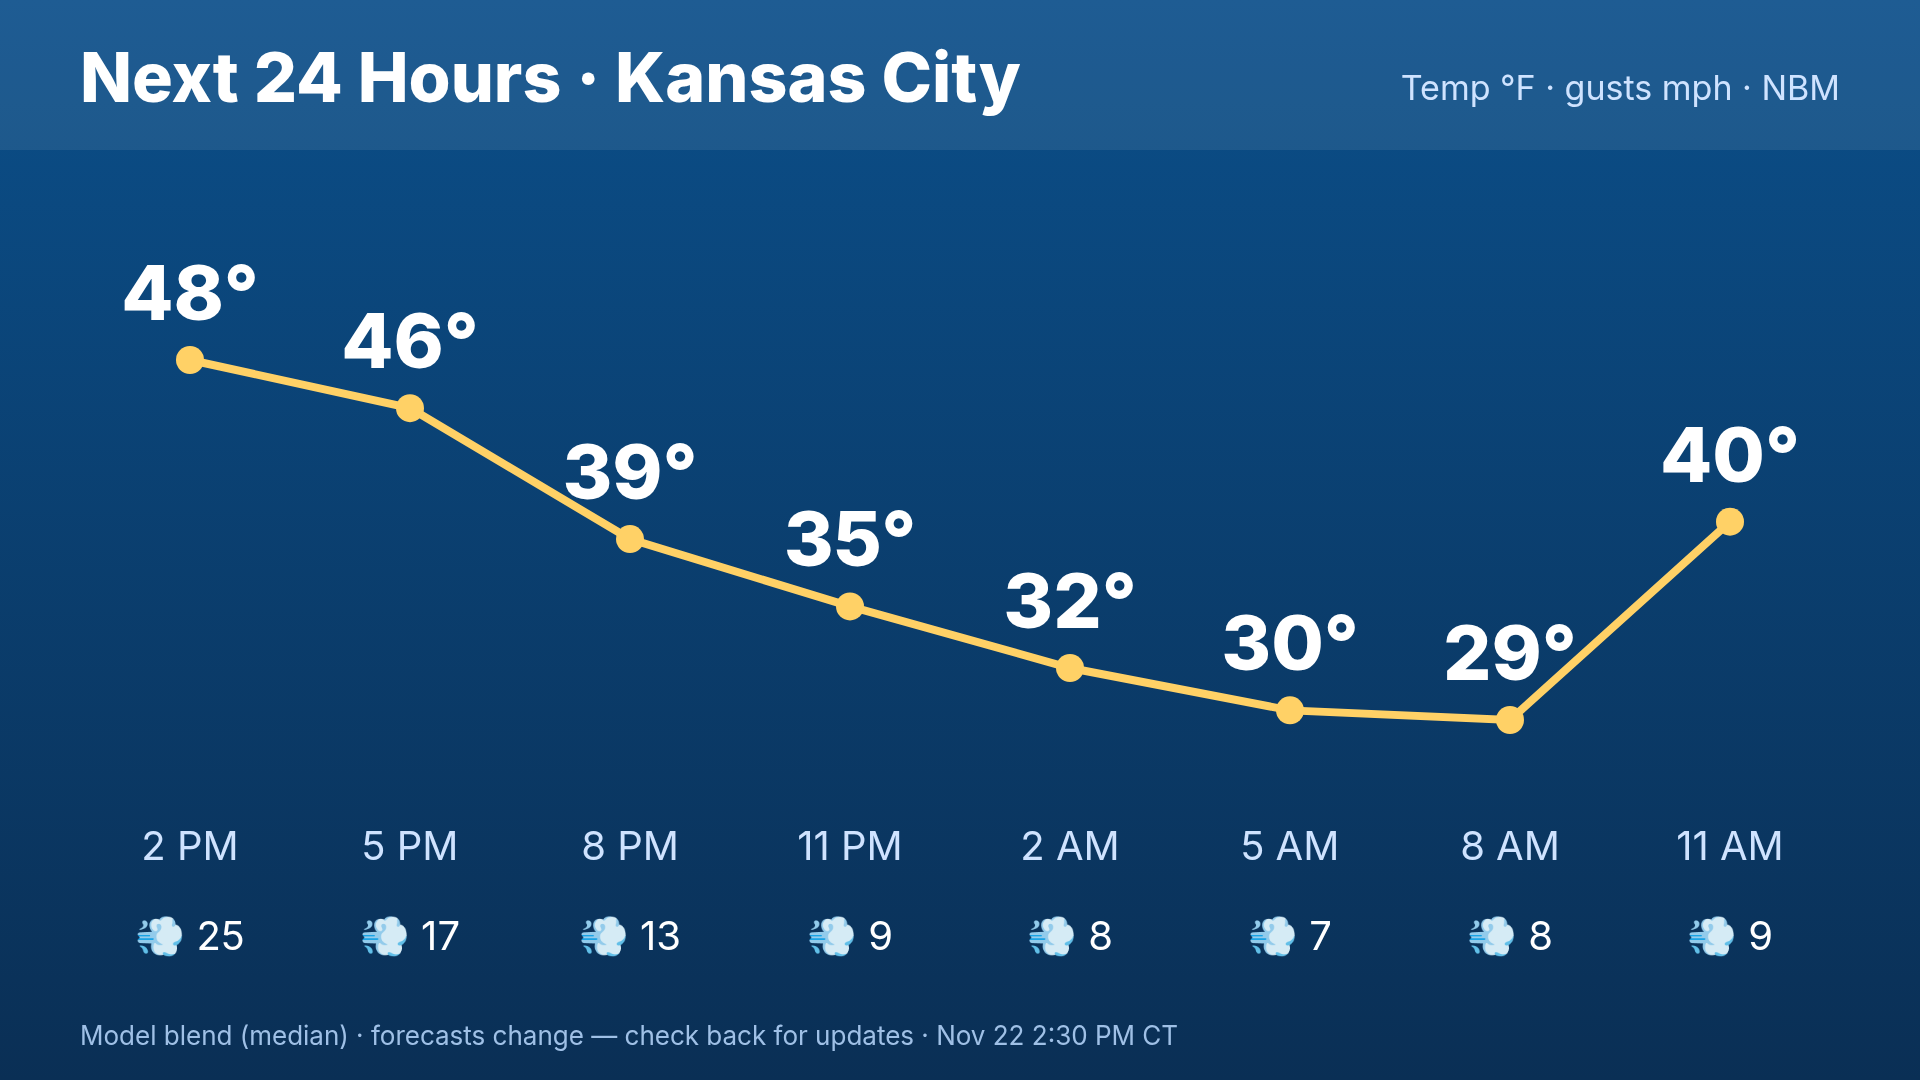 Next 24 Hours · Kansas City
Temp °F · gusts mph · NBM
48°
46°
39°
35°
32°
30°
29°
40°
2 PM
5 PM
8 PM
11 PM
2 AM
5 AM
8 AM
11 AM
💨 25
💨 17
💨 13
💨 9
💨 8
💨 7
💨 8
💨 9
Model blend (median) · forecasts change — check back for updates · Nov 22 2:30 PM CT